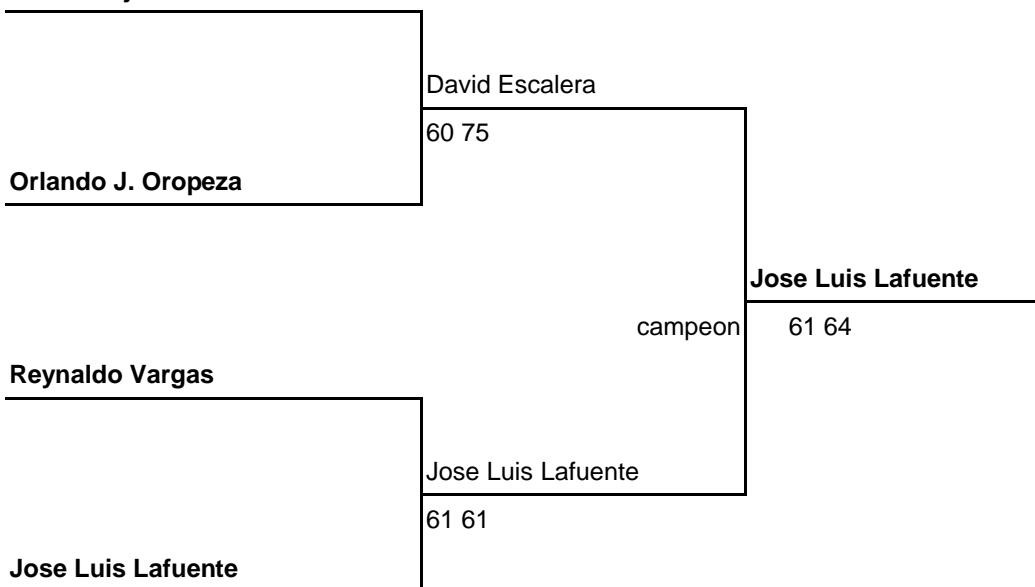 David Escalera
60 75
Orlando J. Oropeza
Jose Luis Lafuente
campeon 61 64
Reynaldo Vargas
Jose Luis Lafuente
61 61
Jose Luis Lafuente